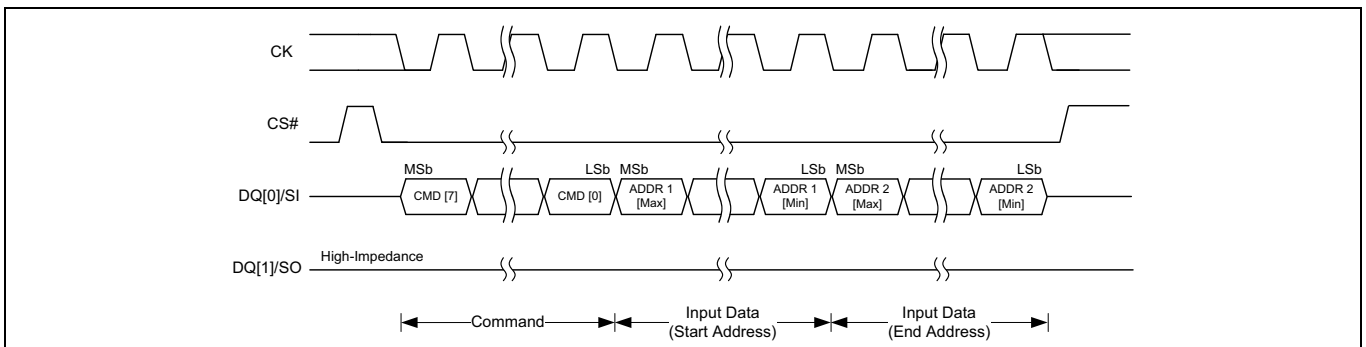 CK
CS#
MSb LSb MSb LSb MSb LSb
DQ[0]/SI CMD [7] CMD [0] ADDR 1 [Max] ADDR 1 [Min] ADDR 2 [Max] ADDR 2 [Min]
High-Impedance
DQ[1]/SO
Command
Input Data
(Start Address)
Input Data
(End Address)